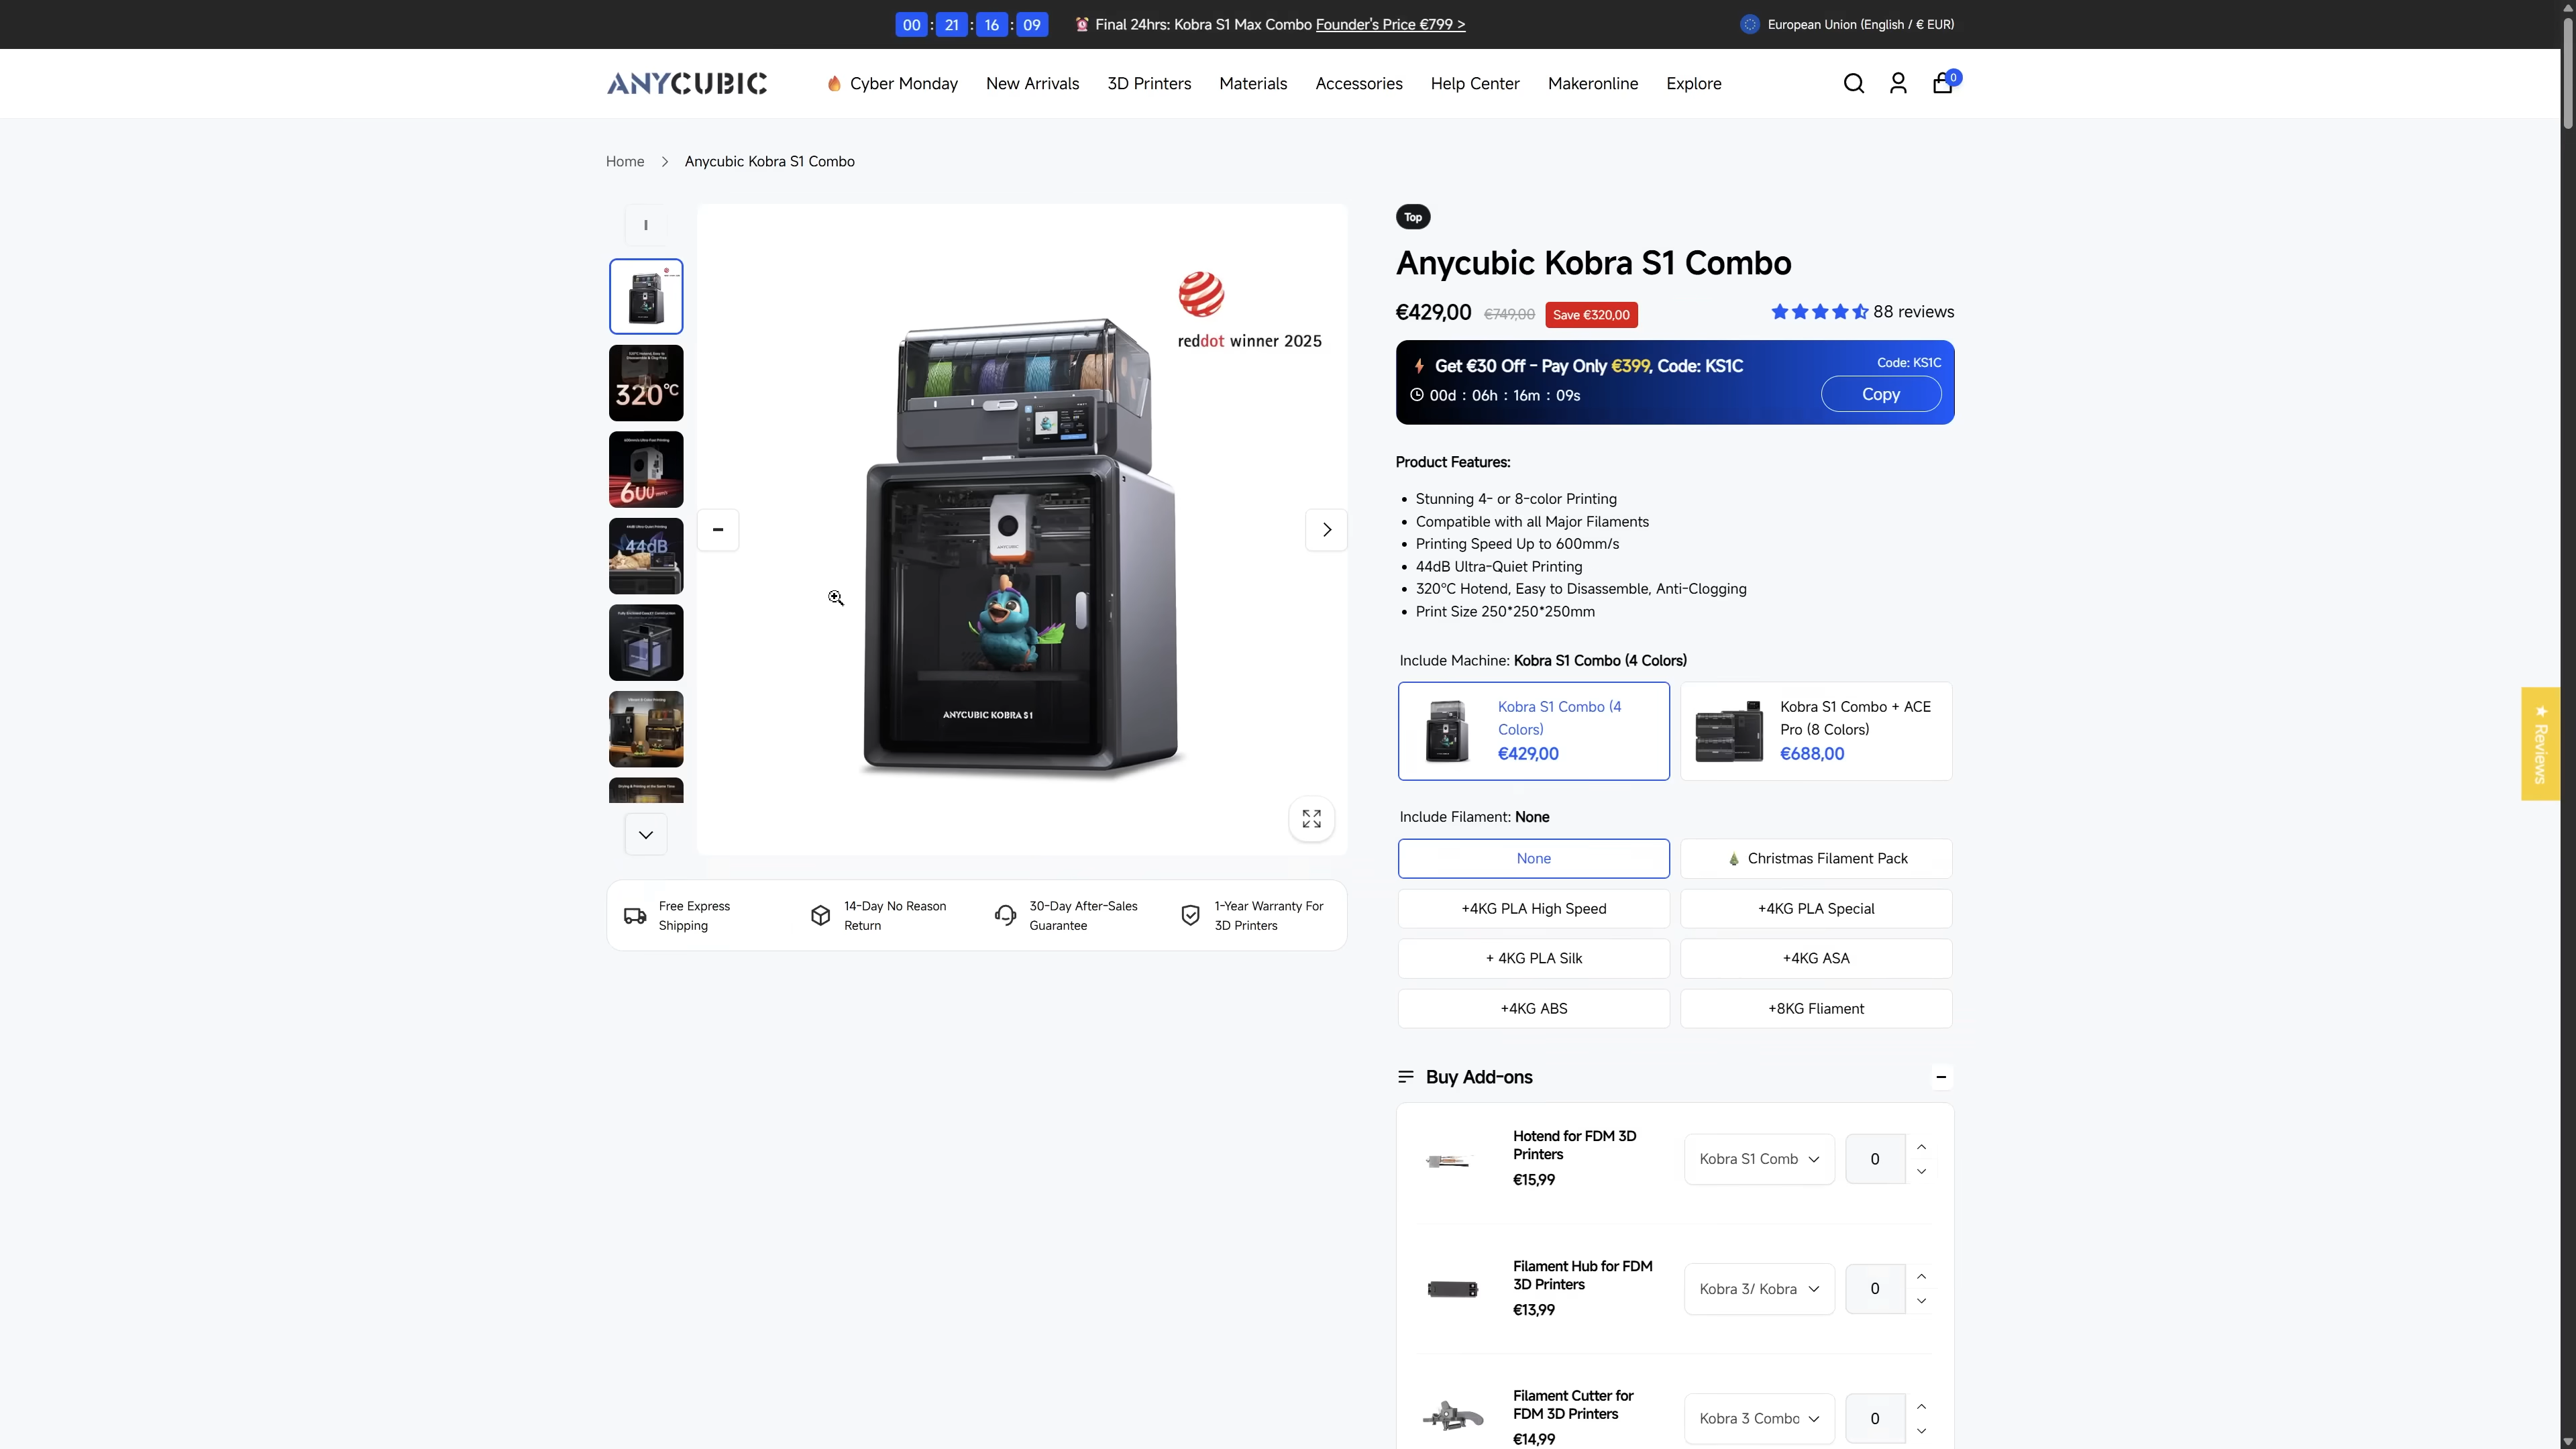 00 : 21 : 16 : 09
⏰ Final 24hrs: Kobra S1 Max Combo Founder's Price €799 >
European Union (English / € EUR)
ANYCUBIC
🔥 Cyber Monday
New Arrivals
3D Printers
Materials
Accessories
Help Center
Makeronline
Explore
0
Home > Anycubic Kobra S1 Combo
320°C
600
44dB
reddot winner 2025
ANYCUBIC
ANYCUBIC KOBRA S1
Free Express
Shipping
14-Day No Reason
Return
30-Day After-Sales
Guarantee
1-Year Warranty For
3D Printers
Top
Anycubic Kobra S1 Combo
€429,00 €749,00 Save €320,00
88 reviews
Get €30 Off - Pay Only €399, Code: KS1C
00d : 06h : 16m : 09s
Code: KS1C
Copy
Product Features:
• Stunning 4- or 8-color Printing
• Compatible with all Major Filaments
• Printing Speed Up to 600mm/s
• 44dB Ultra-Quiet Printing
• 320°C Hotend, Easy to Disassemble, Anti-Clogging
• Print Size 250*250*250mm
Include Machine: Kobra S1 Combo (4 Colors)
Kobra S1 Combo (4
Colors)
€429,00
Kobra S1 Combo + ACE
Pro (8 Colors)
€688,00
Include Filament: None
None
🎄 Christmas Filament Pack
+4KG PLA High Speed
+4KG PLA Special
+ 4KG PLA Silk
+4KG ASA
+4KG ABS
+8KG Fliament
Buy Add-ons
Hotend for FDM 3D
Printers
€15,99
Kobra S1 Comb
0
Filament Hub for FDM
3D Printers
€13,99
Kobra 3/ Kobra
0
Filament Cutter for
FDM 3D Printers
€14,99
Kobra 3 Combo
0
★ Reviews